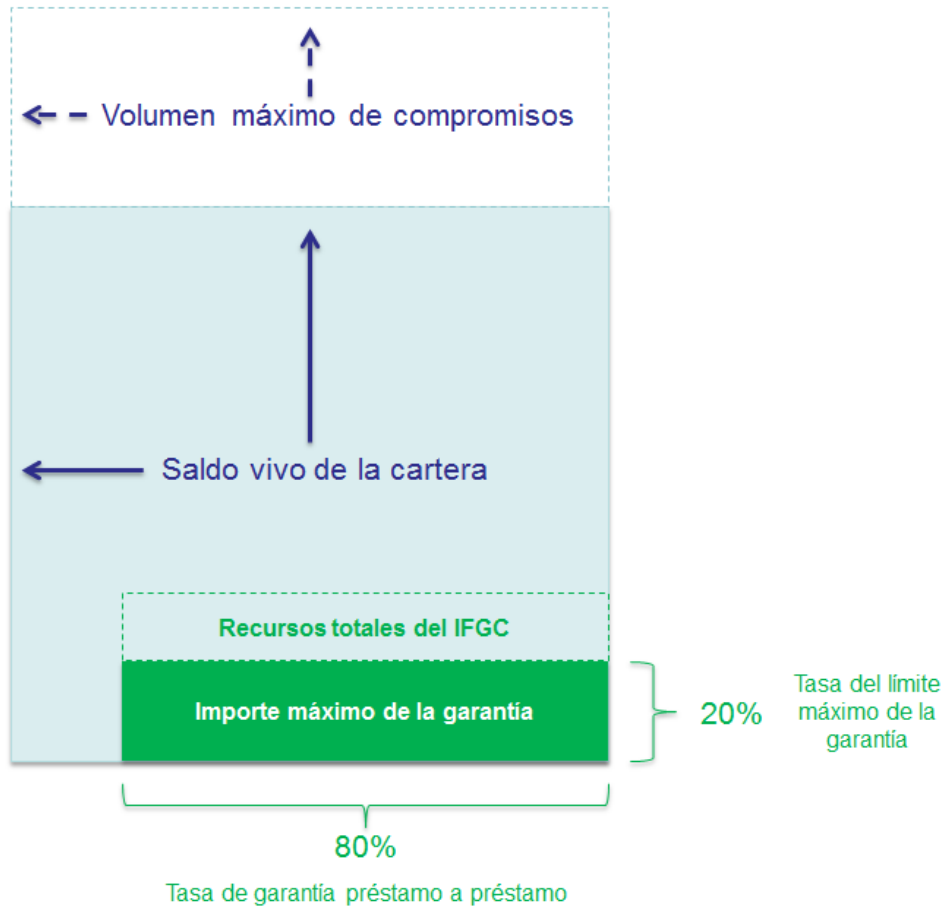 Volumen máximo de compromisos
Saldo vivo de la cartera
Recursos totales del IFGC
Importe máximo de la garantía
20%
Tasa del límite
máximo de la
garantía
80%
Tasa de garantía préstamo a préstamo